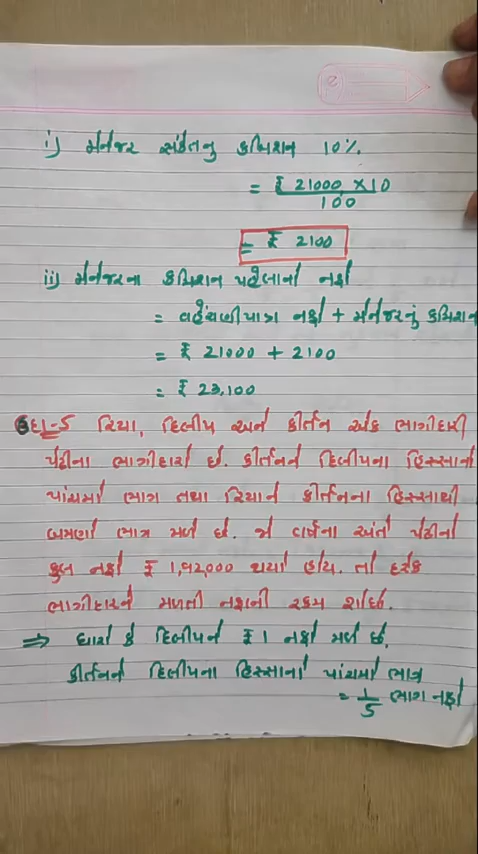 i) મેનેજર સંકેતનુ કમિશન 10%.
= ₹ 21000 × 10
100
= ₹ 2100
ii) મેનેજરના કમિશન પહેલાનો નફો
= વહેંચણીપાત્ર નફો + મેનેજરનું કમિશન
= ₹ 21000 + 2100
= ₹ 23,100
ઉદા-5 રિયા, દિલીપ અને કીર્તન એક ભાગીદારી
પેઢીના ભાગીદારો છે. કીર્તનને દિલીપના હિસ્સાનો
પાંચમો ભાગ તથા રિયાને કીર્તનના હિસ્સાથી
બમણો ભાગ મળે છે. જો વર્ષના અંતે પેઢીનો
કુલ નફો ₹ 1,92,000 થયો હોય. તો દરેક
ભાગીદારને મળતી નફાની રકમ શોધો.
⇒ ધારો કે દિલીપને ₹ 1 નફો મળે છે.
કીર્તનને દિલીપના હિસ્સાનો પાંચમો ભાગ
= 1/5 ભાગ નફો